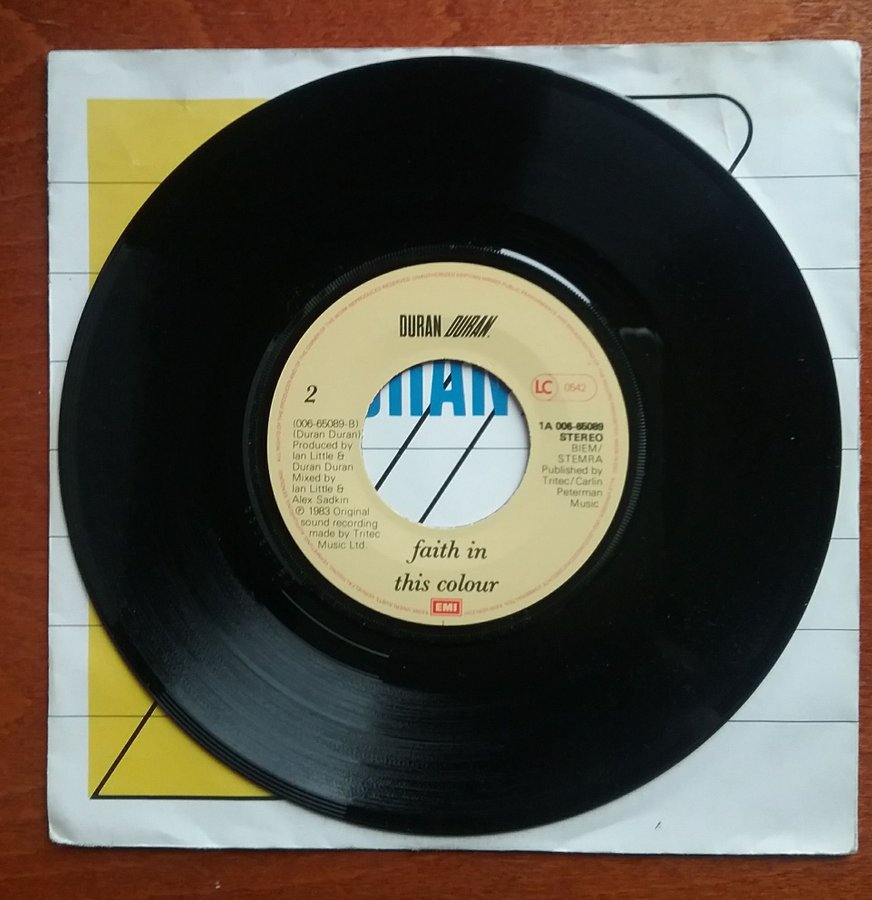 DURAN DURAN.
2
(006-65089-B)
(Duran Duran)
Produced by
Ian Little &
Duran Duran
Mixed by
Ian Little &
Alex Sadkin
℗ 1983 Original
sound recording
made by Tritec
Music Ltd
LC 0542
1A 006-65089
STEREO
BIEM/
STEMRA
Published by
Tritec/Carlin
Peterman
Music
faith in
this colour
EMI